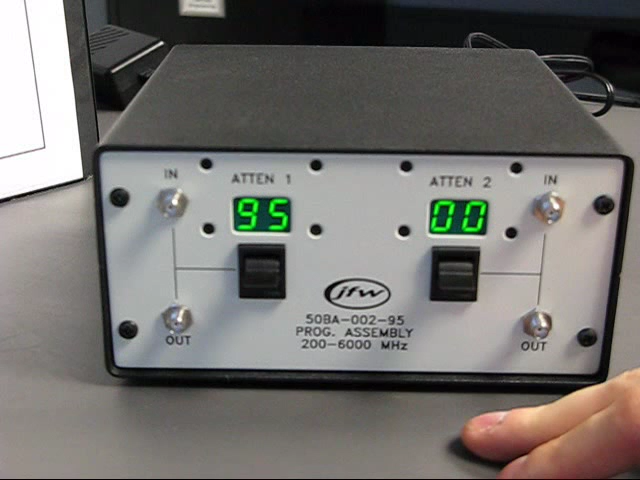 IN
ATTEN 1
ATTEN 2
IN
95
00
jfw
50BA-002-95
PROG. ASSEMBLY
200-6000 MHz
OUT
OUT